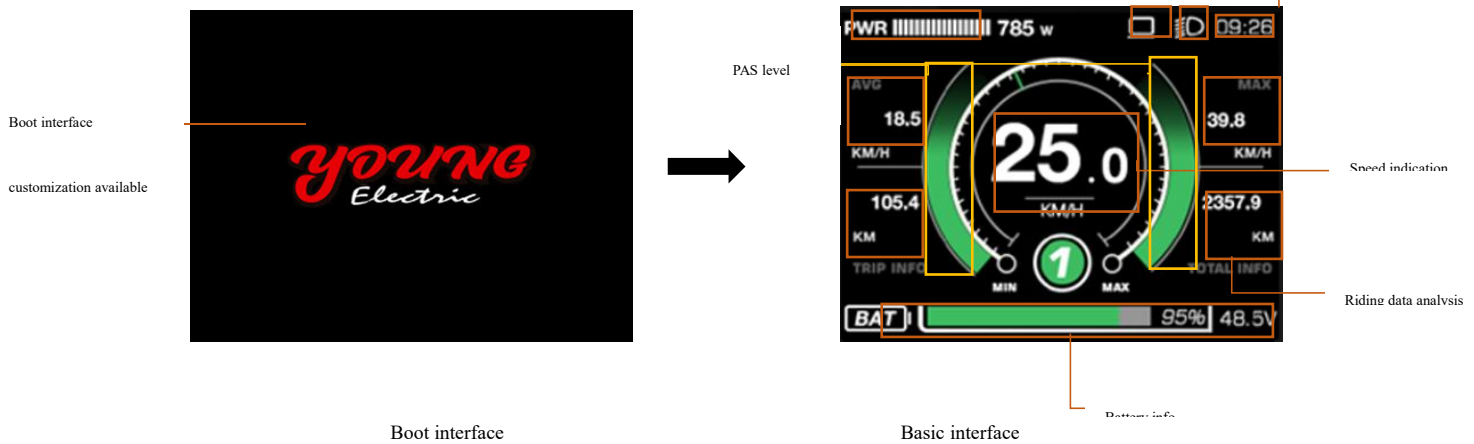 PWR 785 W 09:26
PAS level
AVG MAX
18.5 39.8
Boot interface
KM/H KM/H
YOUNG
Electric
25.0
Speed indication
customization available
KM/H
105.4 2357.9
KM KM
TRIP INFO TOTAL INFO
1
MIN MAX
Riding data analysis
BAT 95% 48.5V
Battery info
Boot interface Basic interface